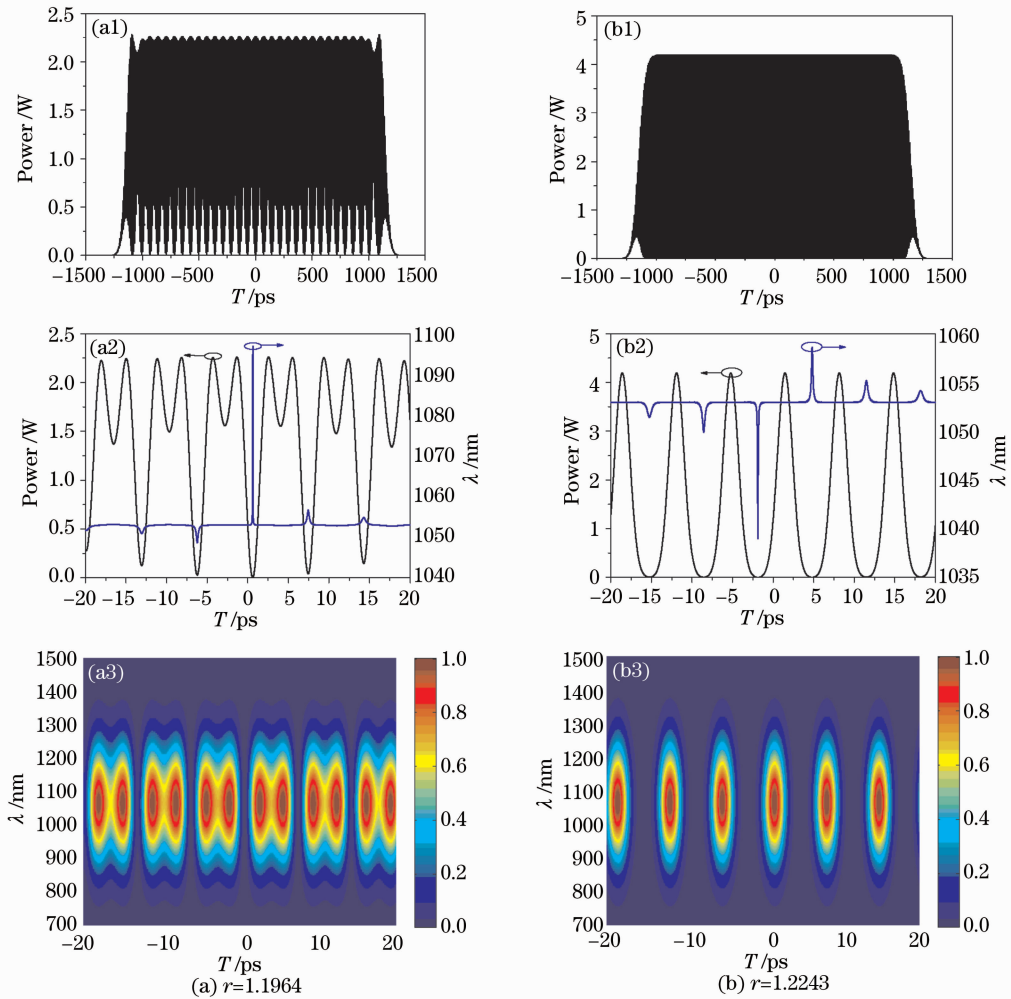 (a1)
Power /W
2.5
2.0
1.5
1.0
0.5
0.0
−1500 −1000 −500 0 500 1000 1500
T /ps
(b1)
Power /W
5
4
3
2
1
0
−1500 −1000 −500 0 500 1000 1500
T /ps
(a2)
Power /W
2.5
2.0
1.5
1.0
0.5
0.0
1100
1090
1080
1070
1060
1050
1040
λ /nm
−20 −15 −10 −5 0 5 10 15 20
T /ps
(b2)
Power /W
5
4
3
2
1
0
1060
1055
1050
1045
1040
1035
λ /nm
−20 −15 −10 −5 0 5 10 15 20
T /ps
(a3)
λ /nm
1500
1400
1300
1200
1100
1000
900
800
700
1.0
0.8
0.6
0.4
0.2
0.0
−20 −10 0 10 20
T /ps
(a) r=1.1964
(b3)
λ /nm
1500
1400
1300
1200
1100
1000
900
800
700
1.0
0.8
0.6
0.4
0.2
0.0
−20 −10 0 10 20
T /ps
(b) r=1.2243